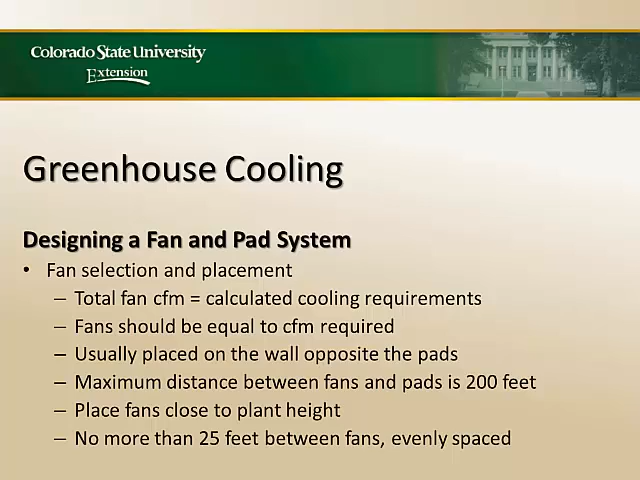 Colorado State University
Extension
Greenhouse Cooling
Designing a Fan and Pad System
• Fan selection and placement
– Total fan cfm = calculated cooling requirements
– Fans should be equal to cfm required
– Usually placed on the wall opposite the pads
– Maximum distance between fans and pads is 200 feet
– Place fans close to plant height
– No more than 25 feet between fans, evenly spaced